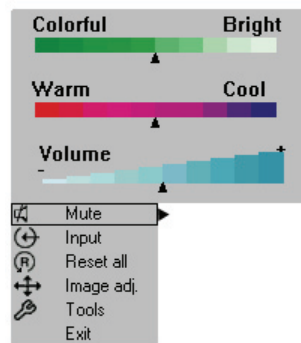 Colorful Bright
Warm Cool
Volume
- +
Mute
Input
R Reset all
Image adj.
Tools
Exit